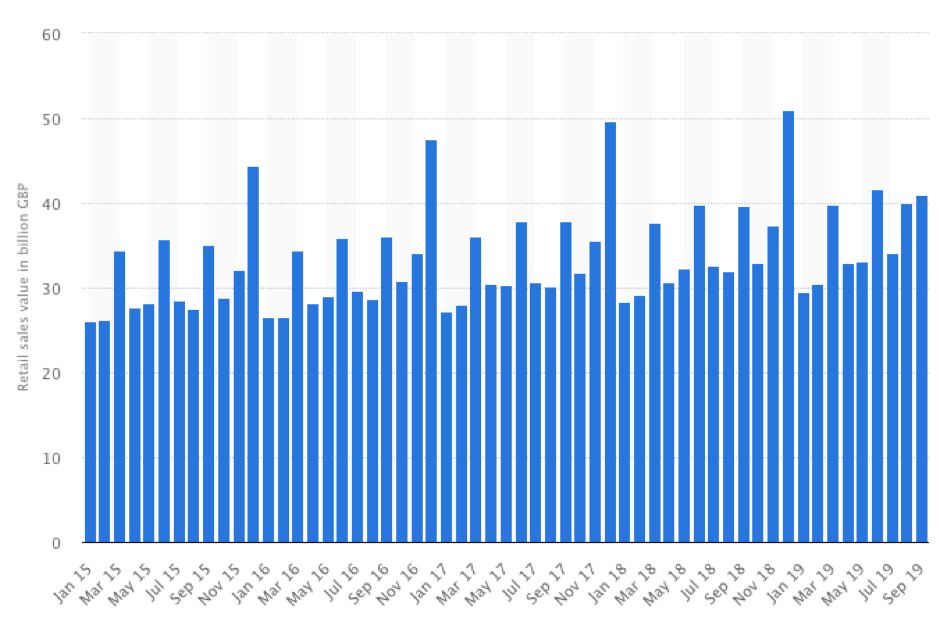 60
50
40
30
20
10
0
Retail sales value in billion GBP
Jan 15
Mar 15
May 15
Jul 15
Sep 15
Nov 15
Jan 16
Mar 16
May 16
Jul 16
Sep 16
Nov 16
Jan 17
Mar 17
May 17
Jul 17
Sep 17
Nov 17
Jan 18
Mar 18
May 18
Jul 18
Sep 18
Nov 18
Jan 19
Mar 19
May 19
Jul 19
Sep 19